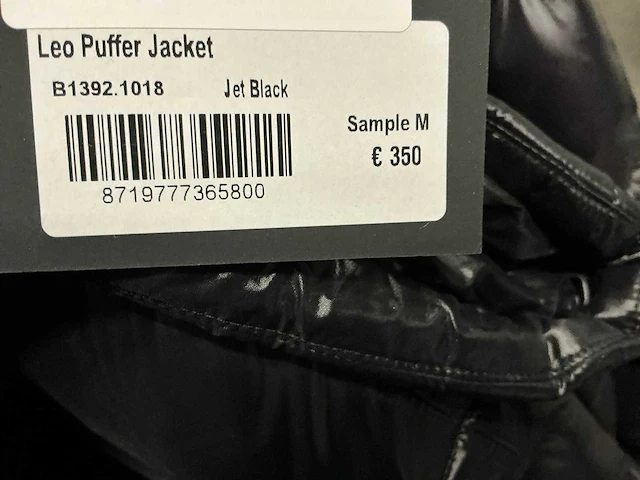 Leo Puffer Jacket
B1392.1018 Jet Black
Sample M
€ 350
8719777365800